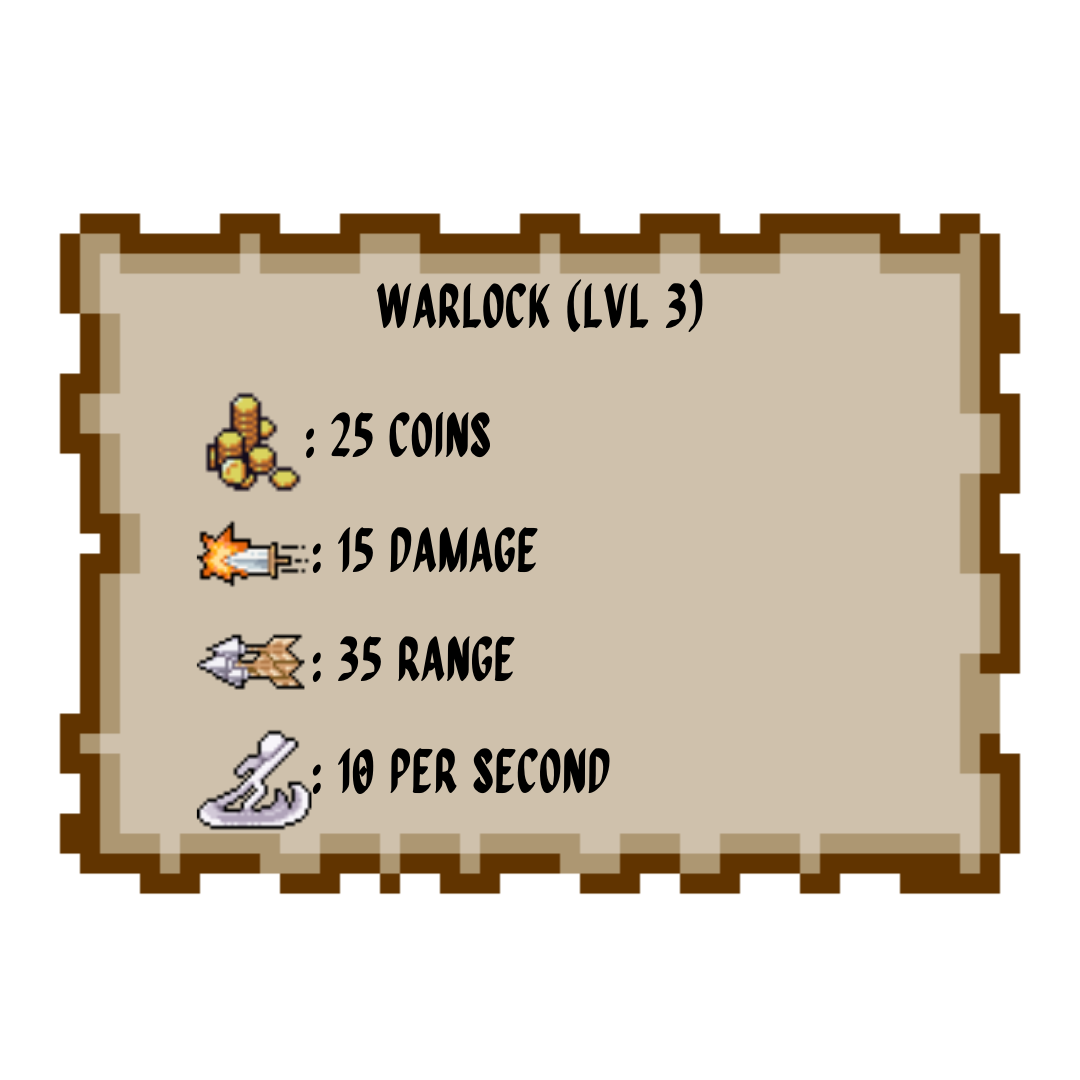 WARLOCK (LVL 3)
: 25 COINS
: 15 DAMAGE
: 35 RANGE
: 10 PER SECOND